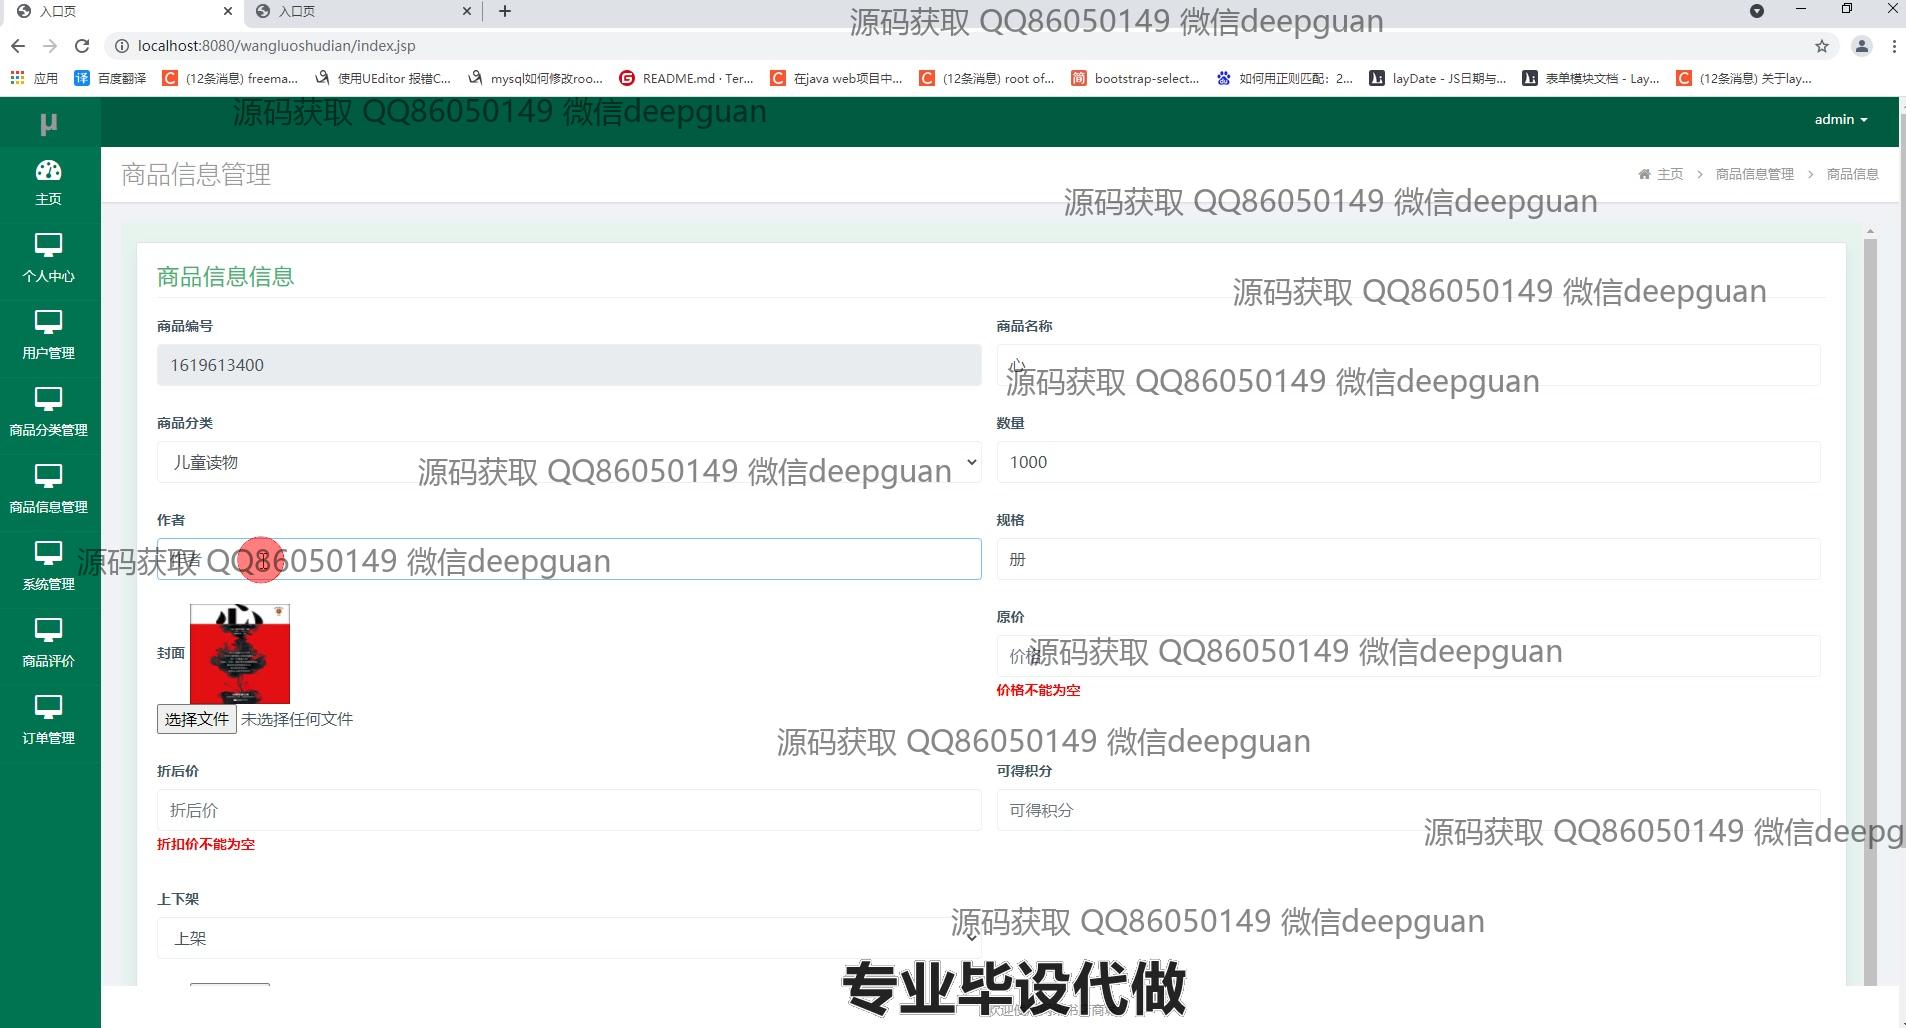 入口页
入口页
源码获取 QQ86050149 微信deepguan
localhost:8080/wangluoshudian/index.jsp
应用 百度翻译 (12条消息) freema... 使用UEditor 报错C... mysql如何修改roo... README.md · Ter... 在java web项目中... (12条消息) root of... bootstrap-select... 如何用正则匹配：2... layDate - JS日期与... 表单模块文档 - Lay... (12条消息) 关于lay...
源码获取 QQ86050149 微信deepguan
μ
admin
主页
商品信息管理
主页 > 商品信息管理 > 商品信息
源码获取 QQ86050149 微信deepguan
个人中心
商品信息信息
源码获取 QQ86050149 微信deepguan
用户管理
商品编号
商品名称
1619613400
心
源码获取 QQ86050149 微信deepguan
商品分类管理
商品分类
数量
儿童读物
1000
源码获取 QQ86050149 微信deepguan
商品信息管理
作者
规格
作者
册
源码获取 QQ86050149 微信deepguan
系统管理
原价
封面
心
价格
源码获取 QQ86050149 微信deepguan
商品评价
价格不能为空
选择文件 未选择任何文件
订单管理
源码获取 QQ86050149 微信deepguan
折后价
可得积分
折后价
可得积分
源码获取 QQ86050149 微信deepg
折扣价不能为空
上下架
源码获取 QQ86050149 微信deepguan
上架
专业毕设代做